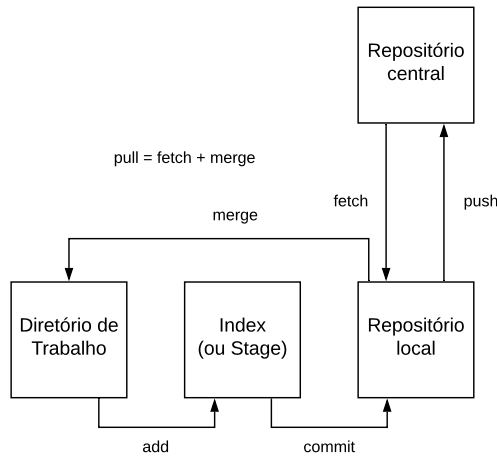 Repositório
central
pull = fetch + merge
fetch
push
merge
Diretório de
Trabalho
Index
(ou Stage)
Repositório
local
add
commit